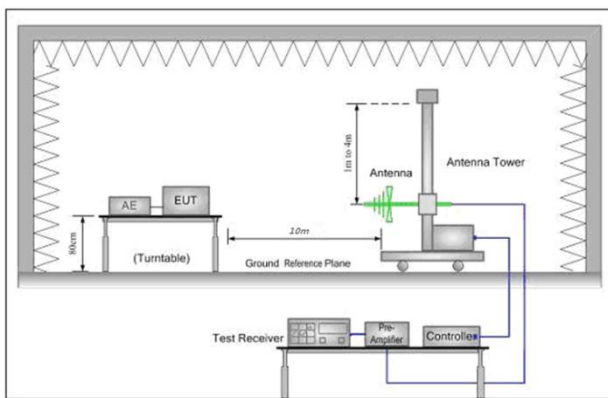 1m to 4m
Antenna
Antenna Tower
AE
EUT
80cm
(Turntable)
10m
Ground Reference Plane
Test Receiver
Pre-
Amplifier
Controller